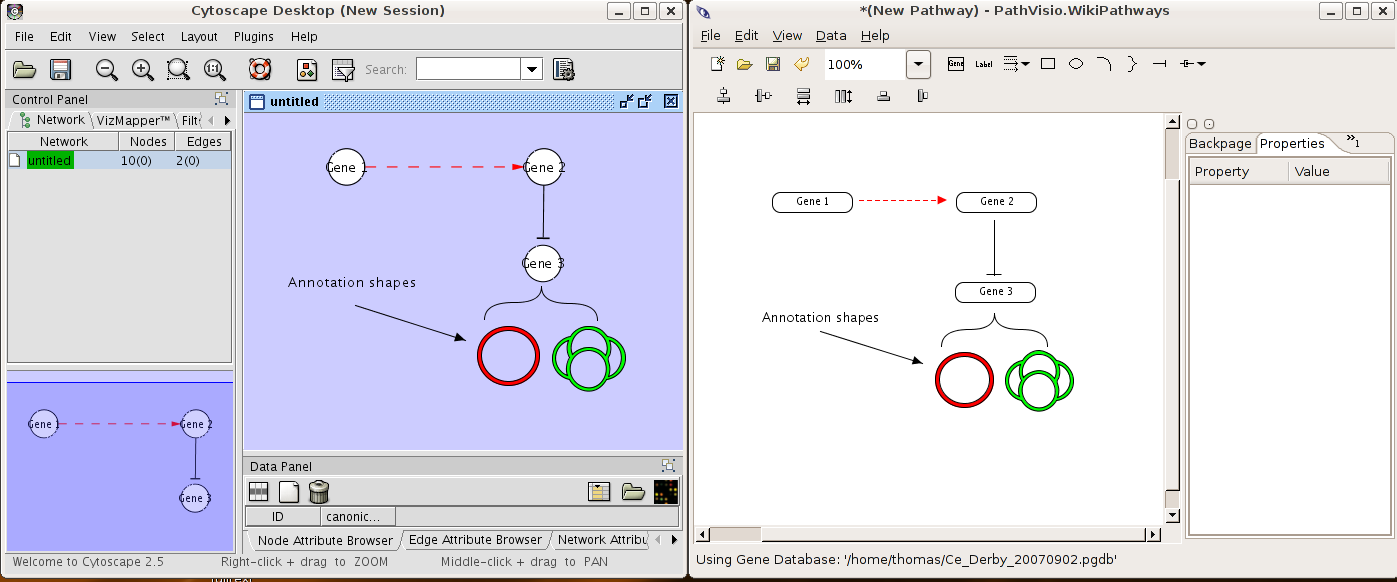 Cytoscape Desktop (New Session)
File Edit View Select Layout Plugins Help
Search:
Control Panel
Network VizMapper™ Filt
Network Nodes Edges
untitled 10(0) 2(0)
untitled
Gene 1 Gene 2
Gene 3
Annotation shapes
Gene 1 Gene 2
Gene 3
Data Panel
ID canonic...
Node Attribute Browser Edge Attribute Browser Network Attribu
Welcome to Cytoscape 2.5 Right-click + drag to ZOOM Middle-click + drag to PAN
*(New Pathway) - PathVisio.WikiPathways
File Edit View Data Help
100% Gene Label
Backpage Properties "1
Property Value
Gene 1 Gene 2
Gene 3
Annotation shapes
Using Gene Database: '/home/thomas/Ce_Derby_20070902.pgdb'